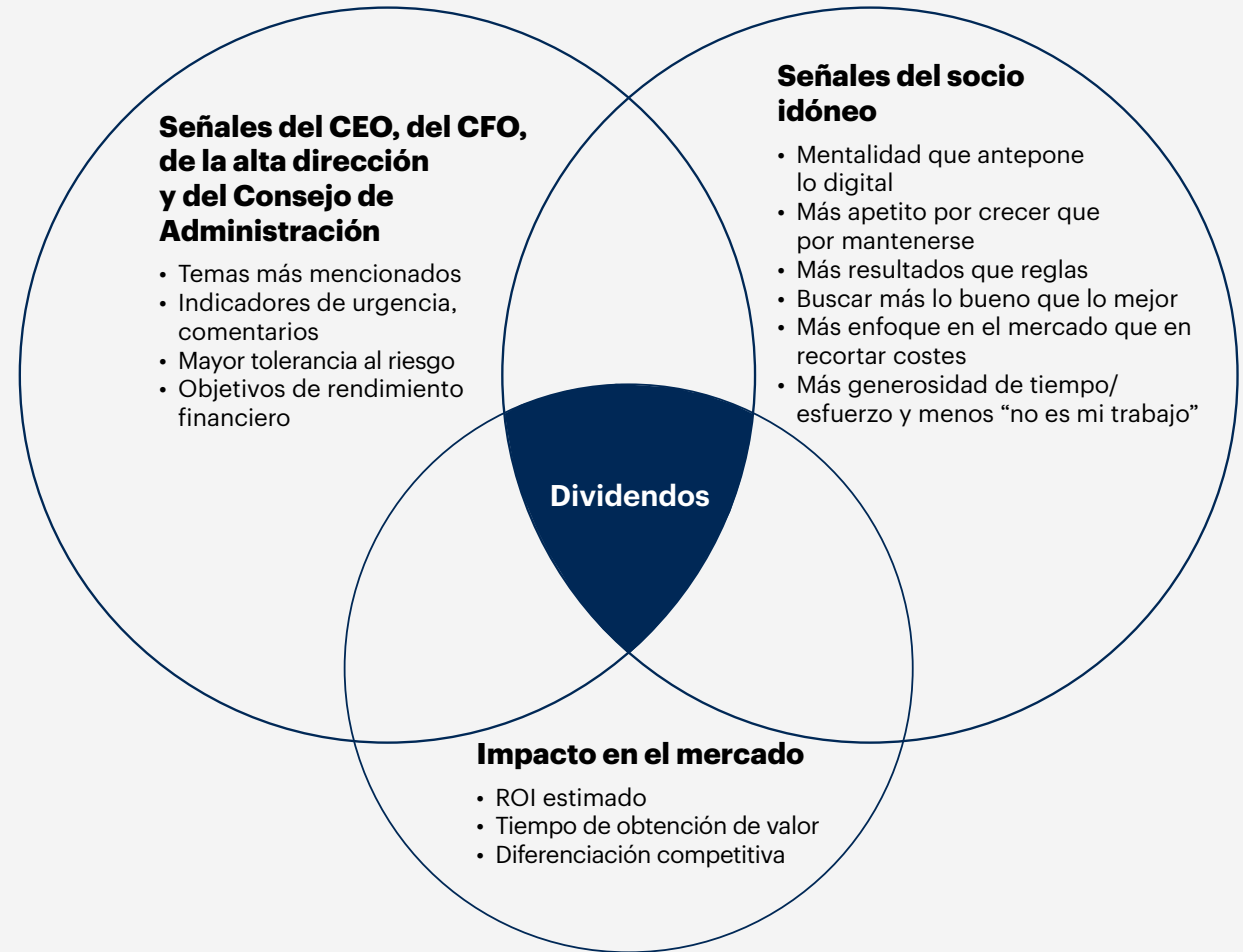 Señales del CEO, del CFO,
de la alta dirección
y del Consejo de
Administración
• Temas más mencionados
• Indicadores de urgencia,
comentarios
• Mayor tolerancia al riesgo
• Objetivos de rendimiento
financiero
Señales del socio
idóneo
• Mentalidad que antepone
lo digital
• Más apetito por crecer que
por mantenerse
• Más resultados que reglas
• Buscar más lo bueno que lo mejor
• Más enfoque en el mercado que en
recortar costes
• Más generosidad de tiempo/
esfuerzo y menos “no es mi trabajo”
Dividendos
Impacto en el mercado
• ROI estimado
• Tiempo de obtención de valor
• Diferenciación competitiva